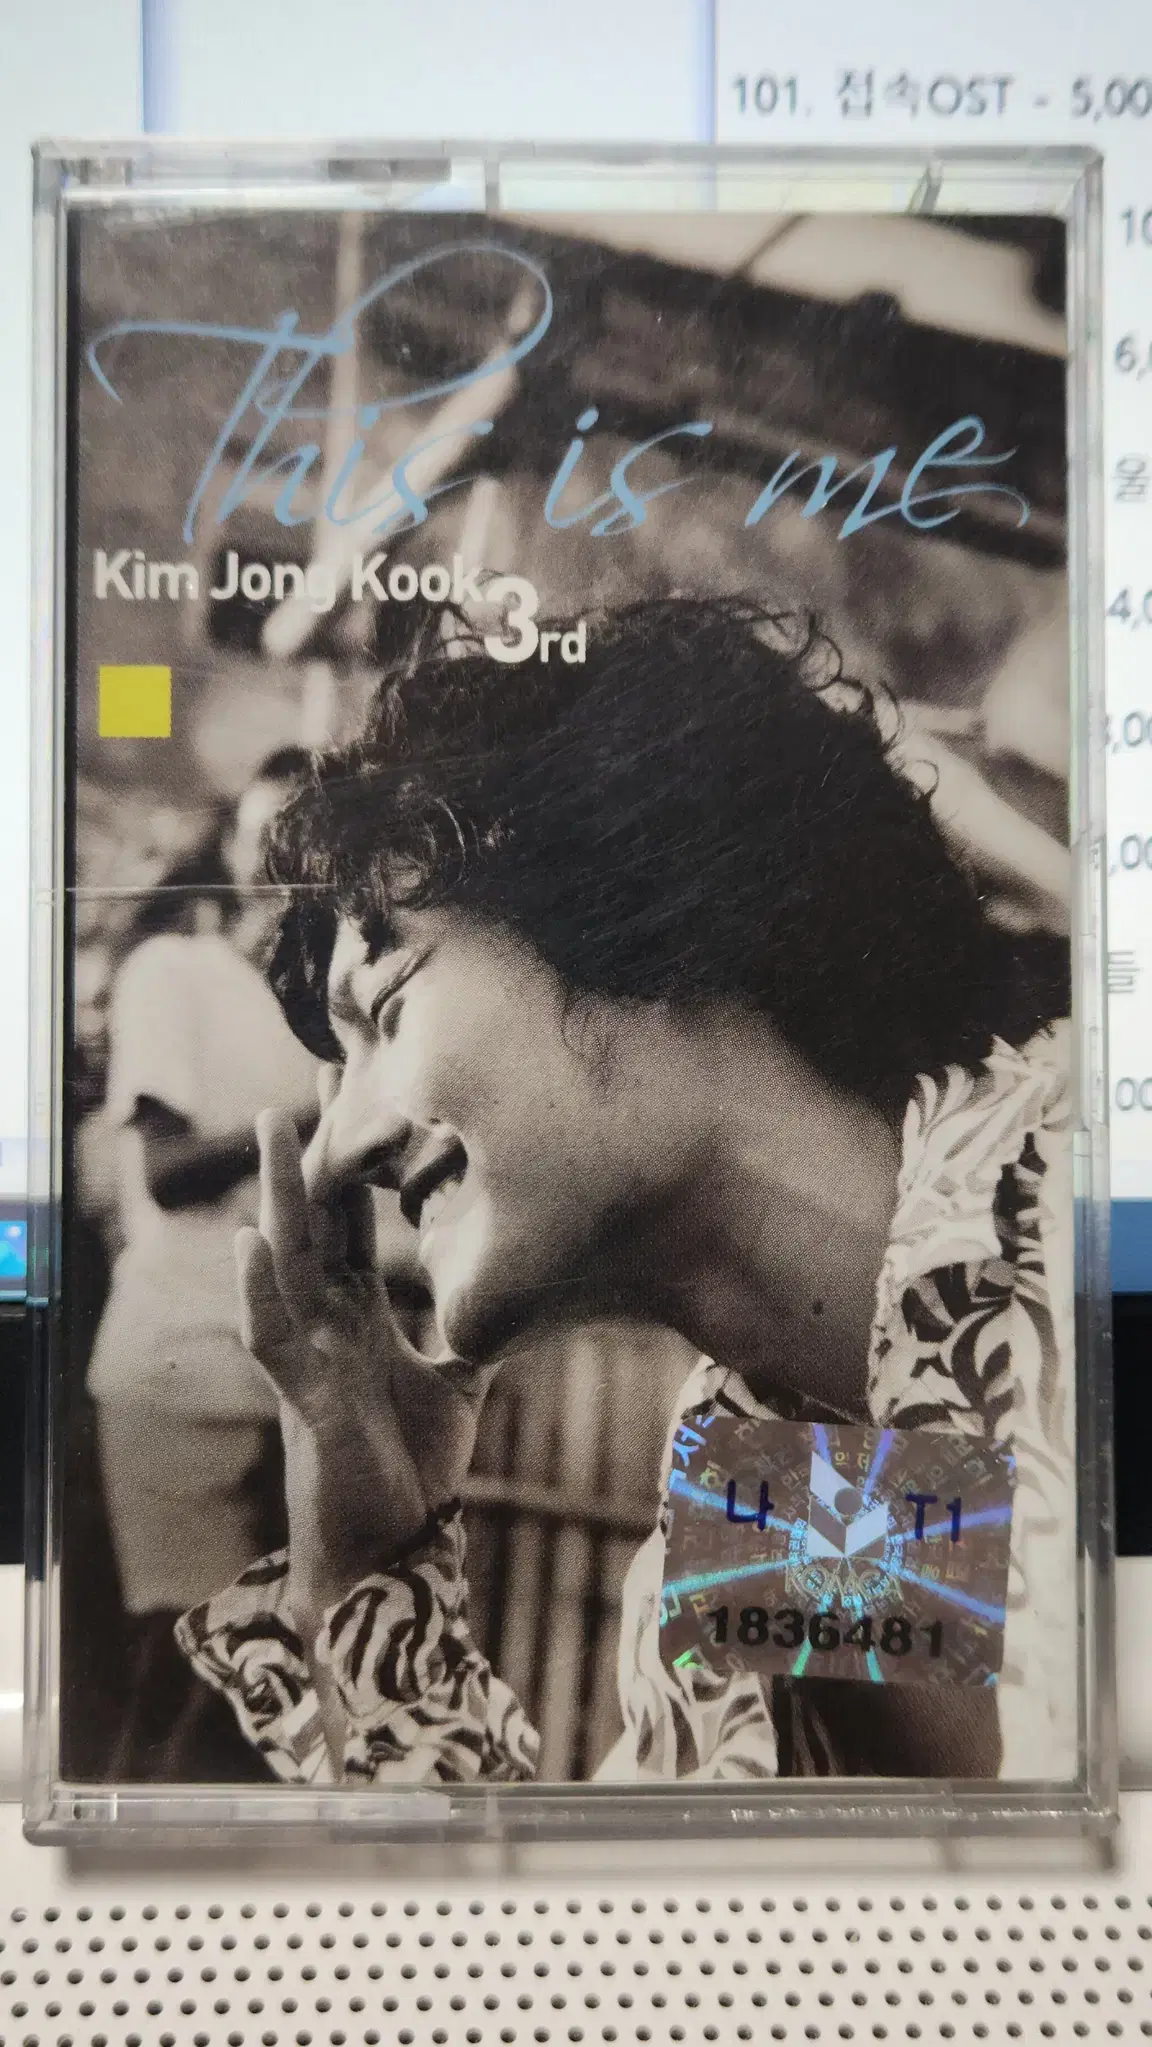 101. 접속OST - 5,00
This is me
Kim Jong Kook 3rd
나 T1
1836481